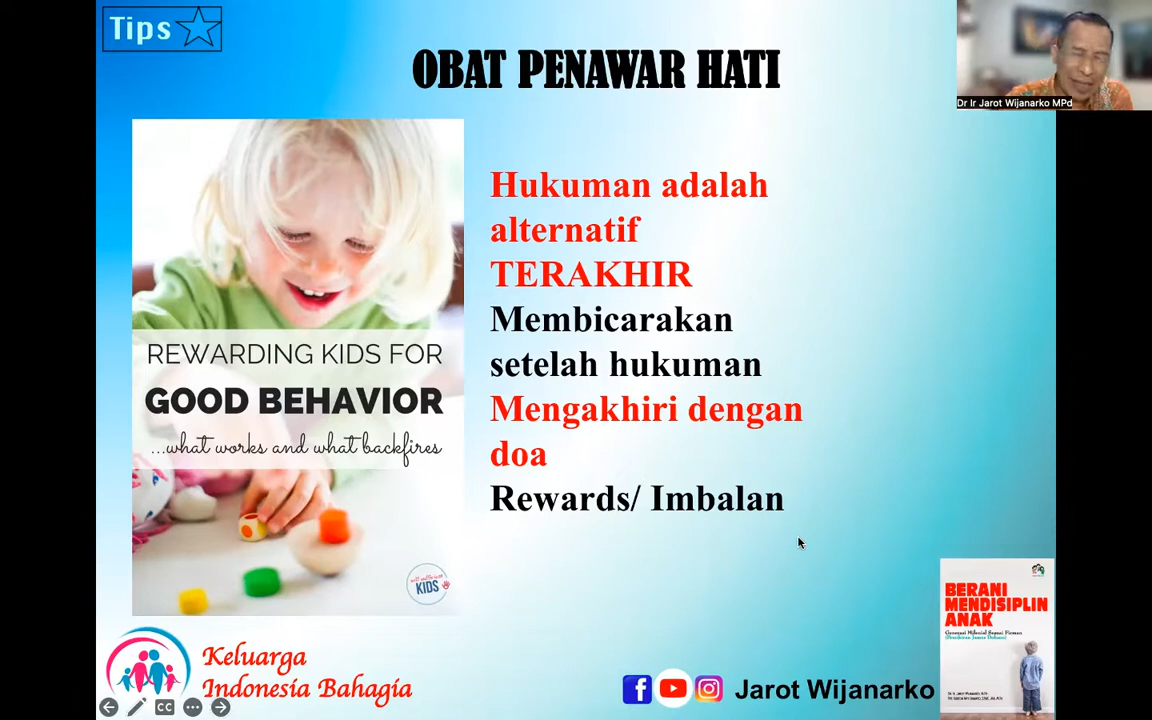 Tips
OBAT PENAWAR HATI
Dr Ir Jarot Wijanarko MPd
REWARDING KIDS FOR
GOOD BEHAVIOR
...what works and what backfires
KIDS
Hukuman adalah
alternatif
TERAKHIR
Membicarakan
setelah hukuman
Mengakhiri dengan
doa
Rewards/ Imbalan
Keluarga
Indonesia Bahagia
CC
Jarot Wijanarko
BERANI
MENDISIPLIN
ANAK